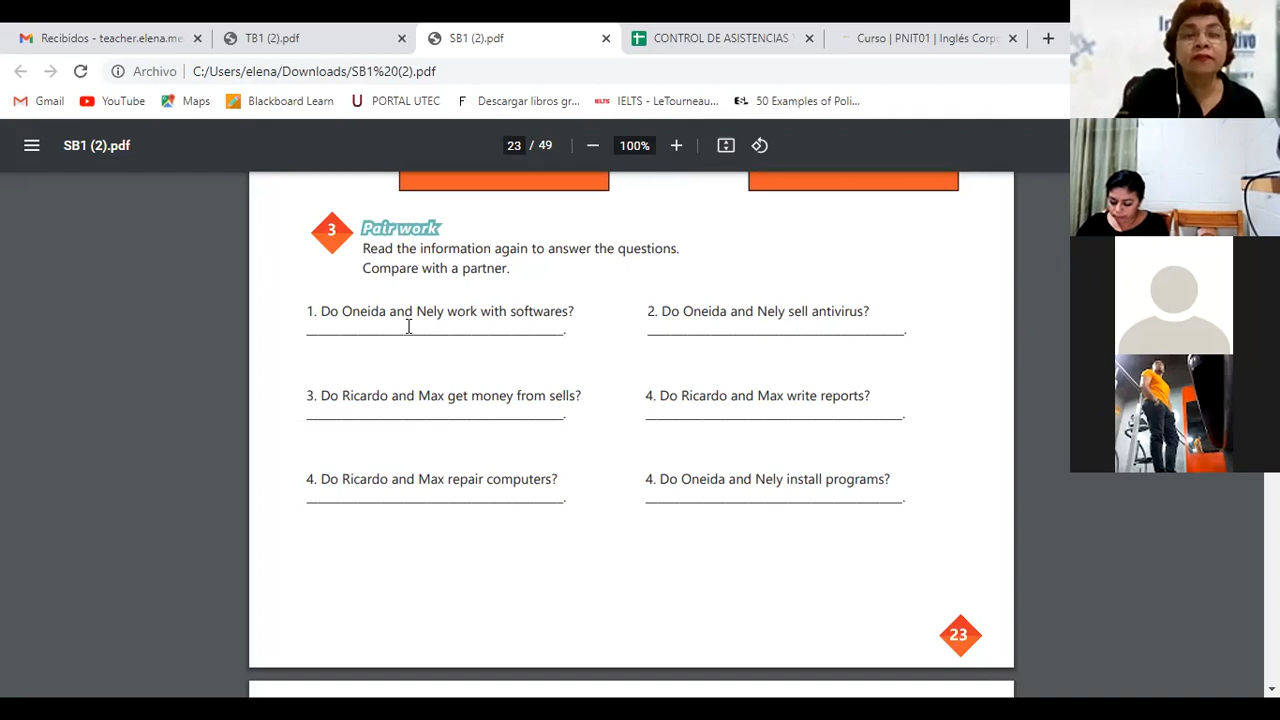 Recibidos - teacher.elena.me
TB1 (2).pdf
SB1 (2).pdf
CONTROL DE ASISTENCIAS
Curso | PNIT01 | Inglés Corpo
Archivo
C:/Users/elena/Downloads/SB1%20(2).pdf
Gmail
YouTube
Maps
Blackboard Learn
PORTAL UTEC
Descargar libros gr...
IELTS - LeTourneau...
50 Examples of Poli...
SB1 (2).pdf
23 / 49
100%
3
Pair work
Read the information again to answer the questions.
Compare with a partner.
1. Do Oneida and Nely work with softwares?
2. Do Oneida and Nely sell antivirus?
3. Do Ricardo and Max get money from sells?
4. Do Ricardo and Max write reports?
4. Do Ricardo and Max repair computers?
4. Do Oneida and Nely install programs?
23